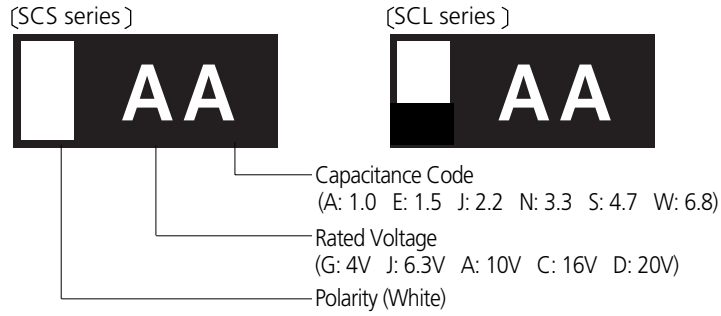 〔SCS series〕 〔SCL series 〕
AA AA
Capacitance Code
(A: 1.0 E: 1.5 J: 2.2 N: 3.3 S: 4.7 W: 6.8)
Rated Voltage
(G: 4V J: 6.3V A: 10V C: 16V D: 20V)
Polarity (White)